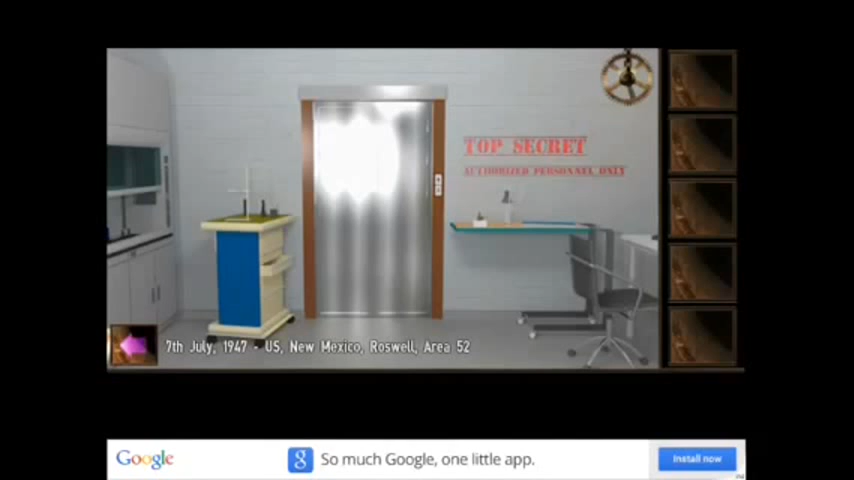 TOP SECRET
AUTHORIZED PERSONNEL ONLY
7th July, 1947 - US, New Mexico, Roswell, Area 52
Google
g
So much Google, one little app.
Install now